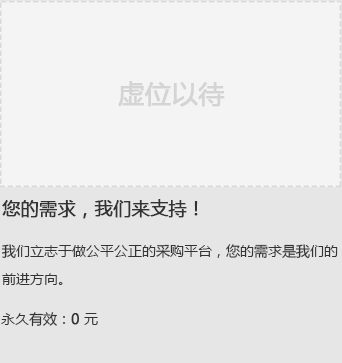 虚位以待
您的需求，我们来支持！
我们立志于做公平公正的采购平台，您的需求是我们的
前进方向。
永久有效：0 元